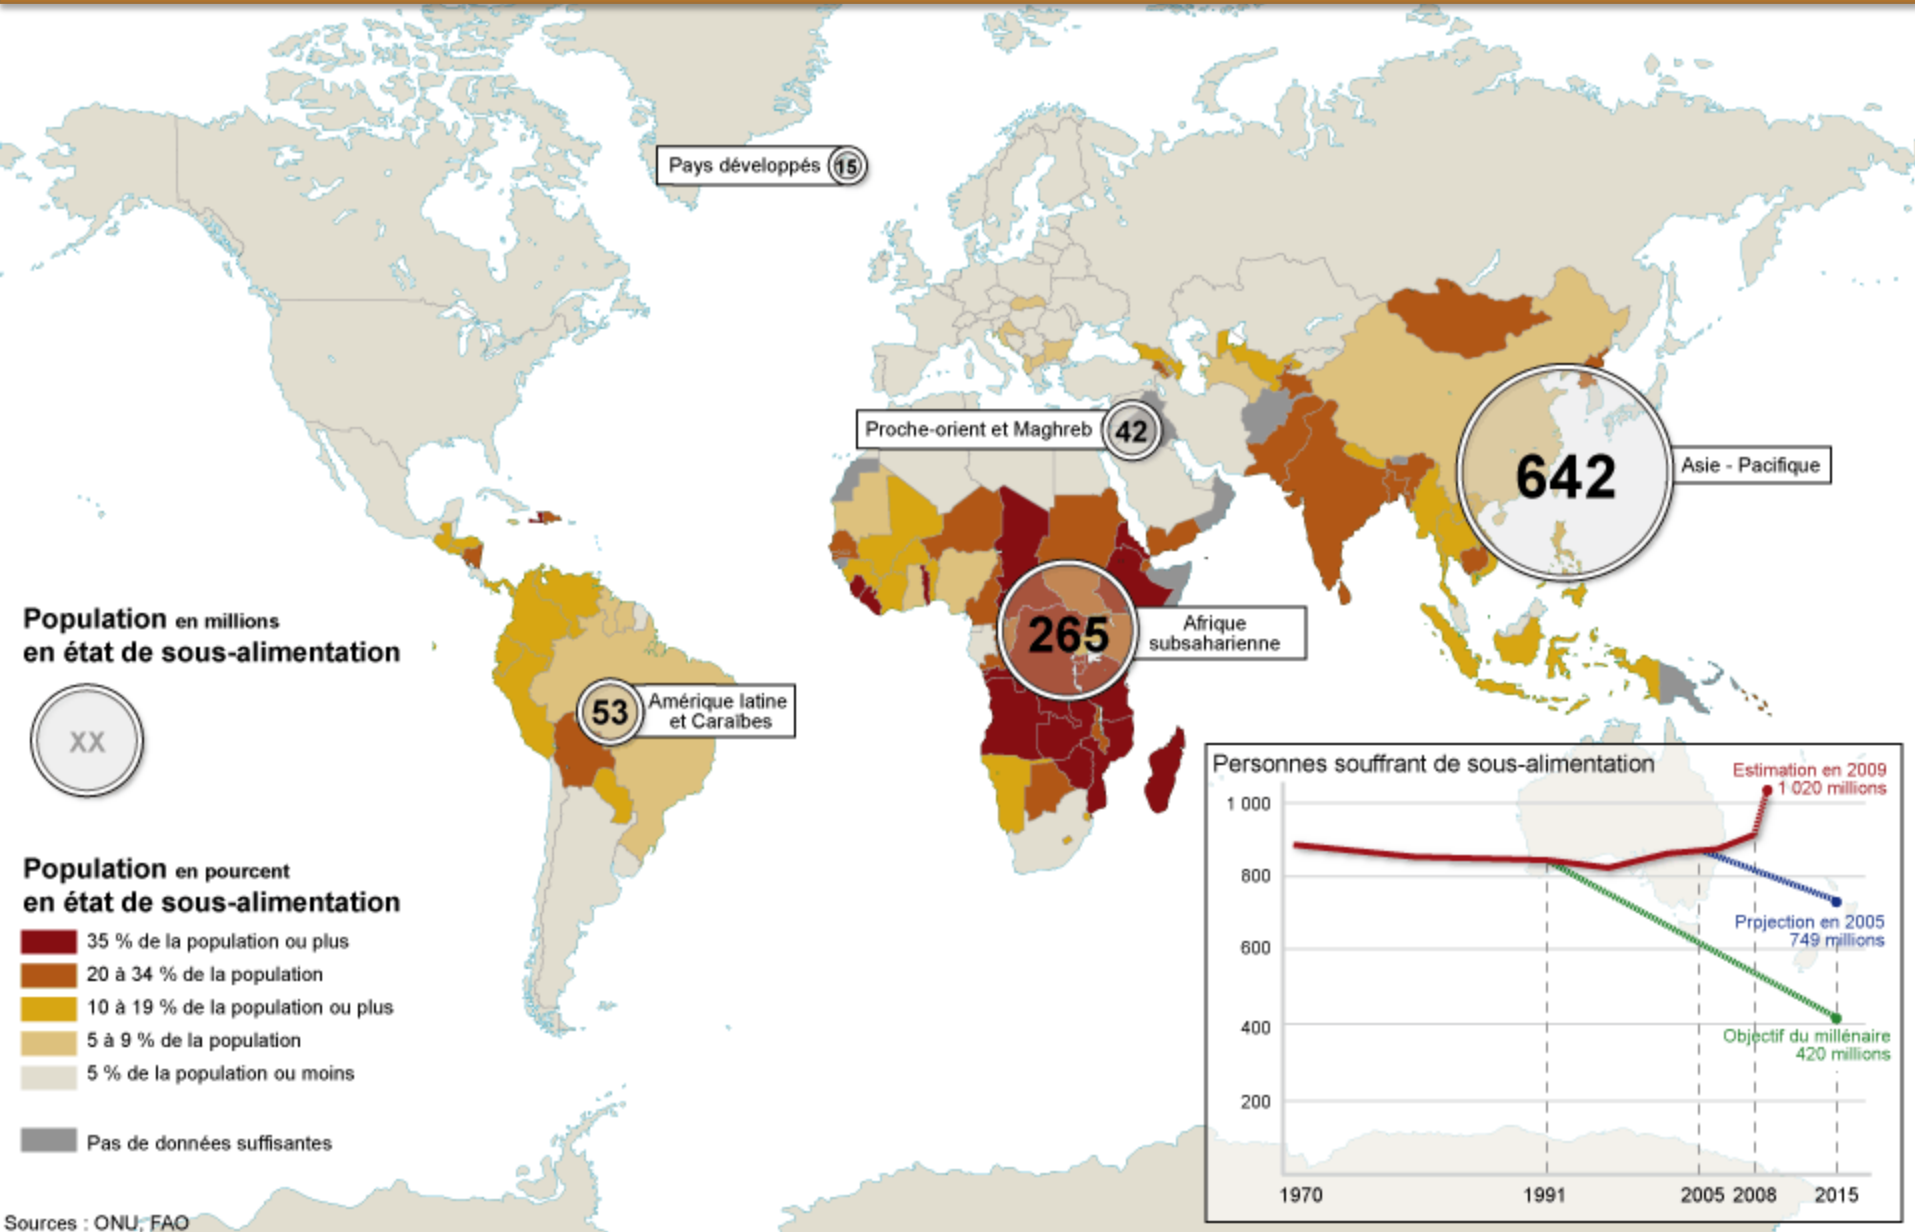 Pays développés 15
Proche-orient et Maghreb 42
642 Asie - Pacifique
265 Afrique
subsaharienne
53 Amérique latine
et Caraïbes
Population en millions
en état de sous-alimentation
XX
Population en pourcent
en état de sous-alimentation
35 % de la population ou plus
20 à 34 % de la population
10 à 19 % de la population ou plus
5 à 9 % de la population
5 % de la population ou moins
Pas de données suffisantes
Sources : ONU, FAO
Personnes souffrant de sous-alimentation
Estimation en 2009
1 020 millions
1 000
800
600
400
200
Prpjection en 2005
749 millions
Objectif du millénaire
420 millions
1970 1991 2005 2008 2015